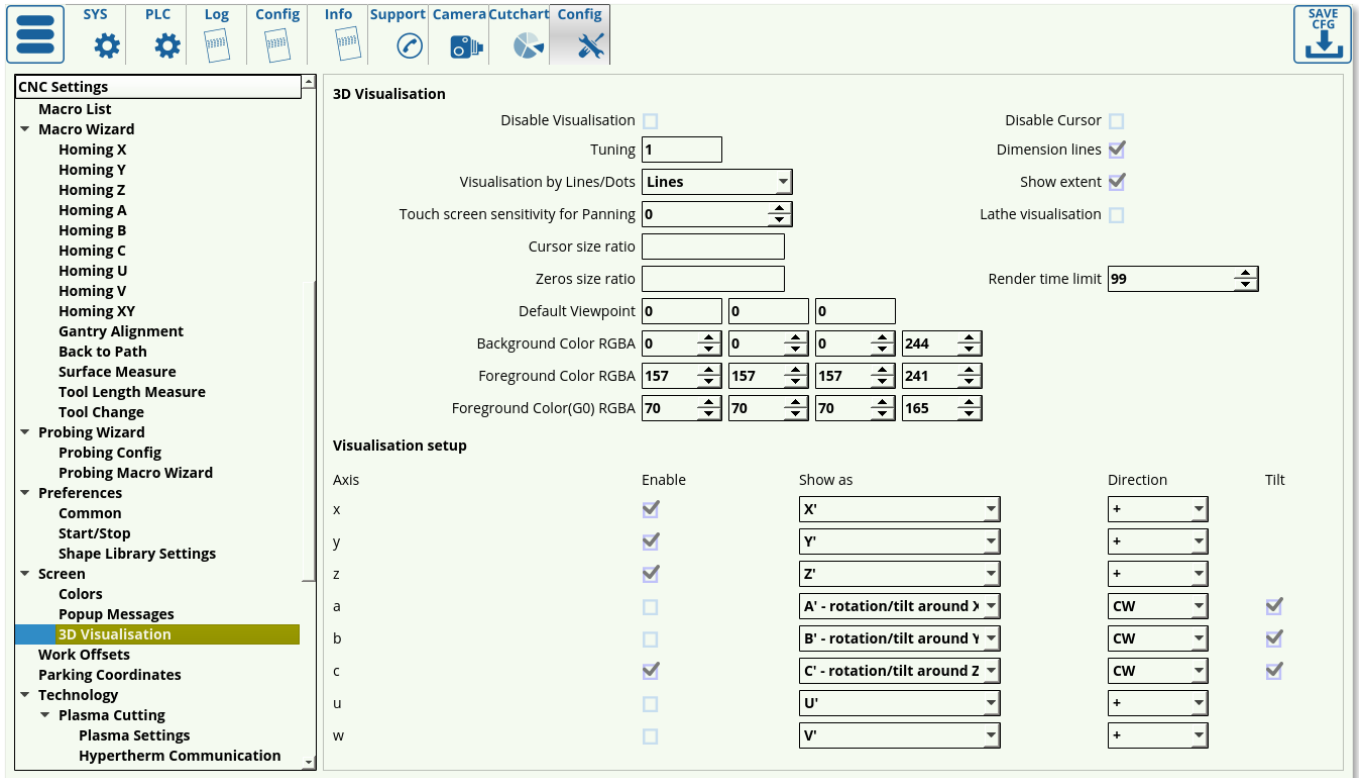 SYS PLC Log Config Info Support Camera Cutchart Config SAVE
CFG
CNC Settings
Macro List
Macro Wizard
Homing X
Homing Y
Homing Z
Homing A
Homing B
Homing C
Homing U
Homing V
Homing XY
Gantry Alignment
Back to Path
Surface Measure
Tool Length Measure
Tool Change
Probing Wizard
Probing Config
Probing Macro Wizard
Preferences
Common
Start/Stop
Shape Library Settings
Screen
Colors
Popup Messages
3D Visualisation
Work Offsets
Parking Coordinates
Technology
Plasma Cutting
Plasma Settings
Hypertherm Communication
3D Visualisation
Disable Visualisation Disable Cursor
Tuning 1 Dimension lines
Visualisation by Lines/Dots Lines Show extent
Touch screen sensitivity for Panning 0 Lathe visualisation
Cursor size ratio
Zeros size ratio Render time limit 99
Default Viewpoint 0 0 0
Background Color RGBA 0 0 0 244
Foreground Color RGBA 157 157 157 241
Foreground Color(G0) RGBA 70 70 70 165
Visualisation setup
Axis Enable Show as Direction Tilt
x X' +
y Y' +
z Z' +
a A' - rotation/tilt around X CW
b B' - rotation/tilt around Y CW
c C' - rotation/tilt around Z CW
u U' +
w V' +